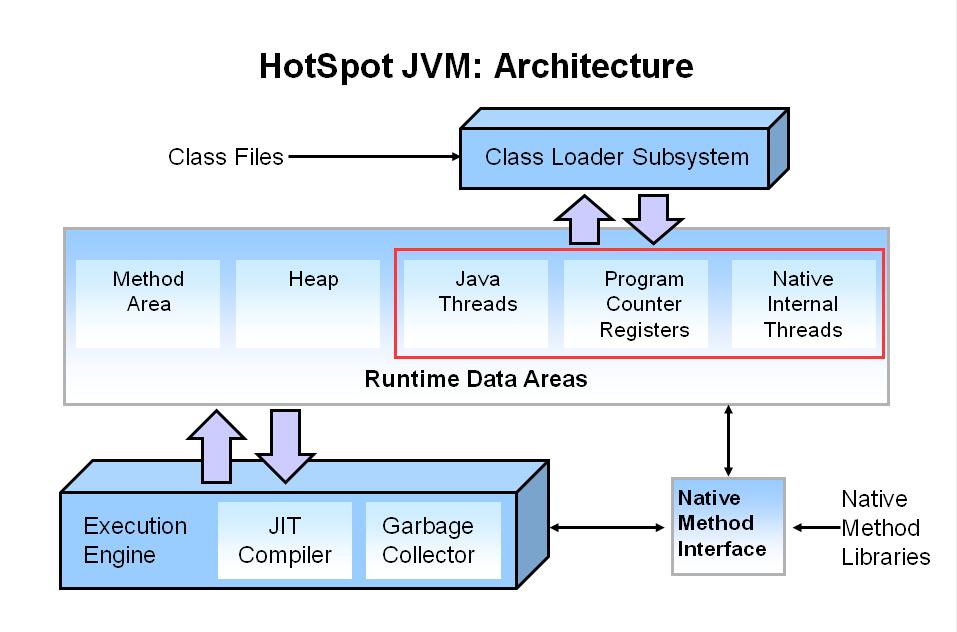 HotSpot JVM: Architecture
Class Files
Class Loader Subsystem
Method
Area
Heap
Java
Threads
Program
Counter
Registers
Native
Internal
Threads
Runtime Data Areas
Execution
Engine
JIT
Compiler
Garbage
Collector
Native
Method
Interface
Native
Method
Libraries